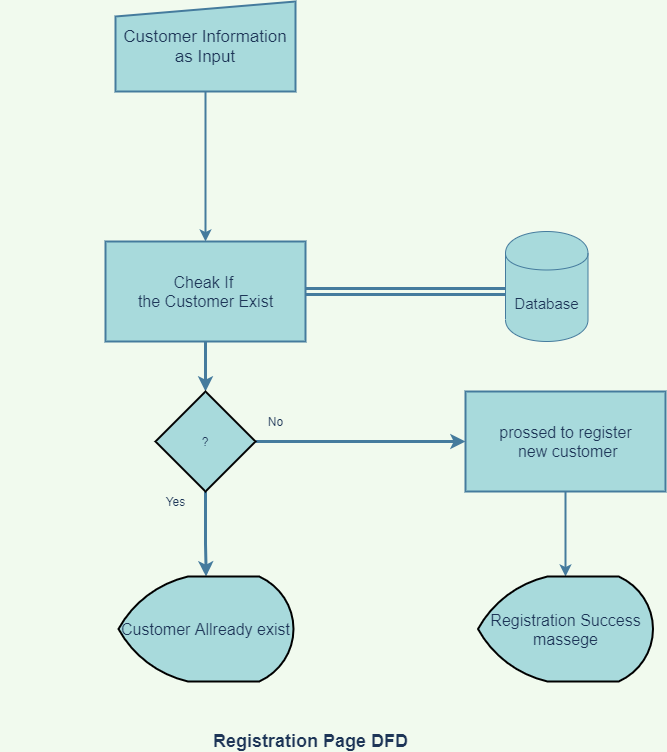 Customer Information
as Input
Cheak If
the Customer Exist
Database
?
No
prossed to register
new customer
Yes
Customer Allready exist
Registration Success
massege
Registration Page DFD